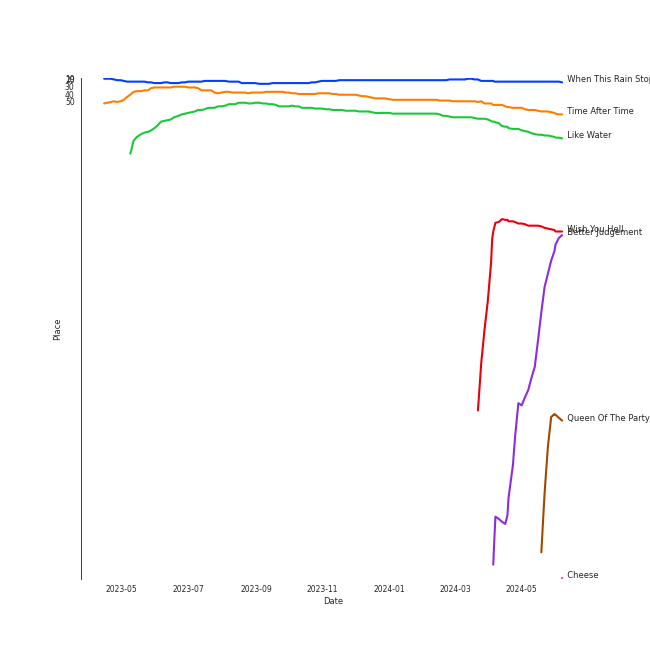 10
20
30
40
50
When This Rain Stop
Time After Time
Like Water
Wish You Hell
Better Judgement
Queen Of The Party
Cheese
Place
2023-05 2023-07 2023-09 2023-11 2024-01 2024-03 2024-05
Date